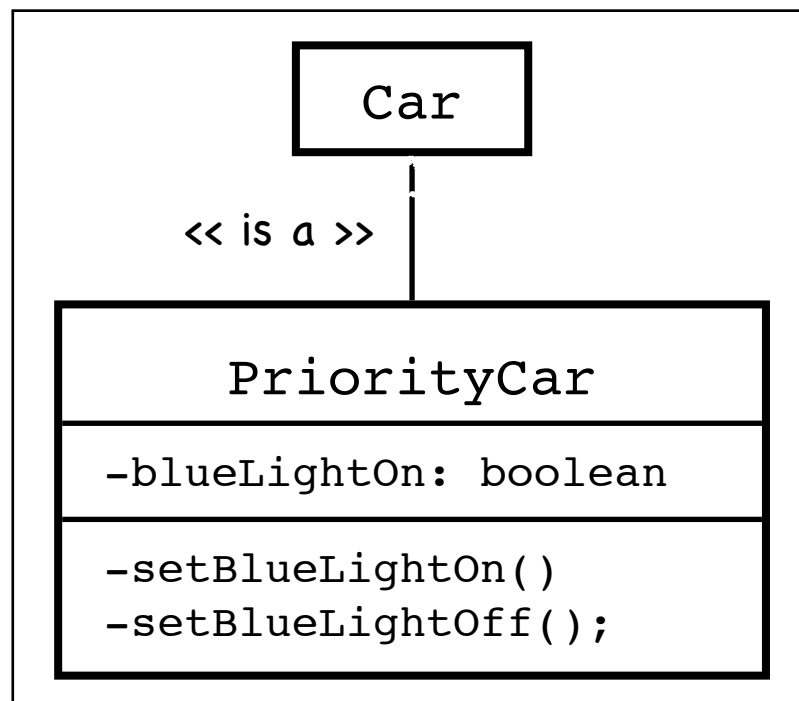 Car
<< is a >>
PriorityCar
-blueLightOn: boolean
-setBlueLightOn()
-setBlueLightOff();